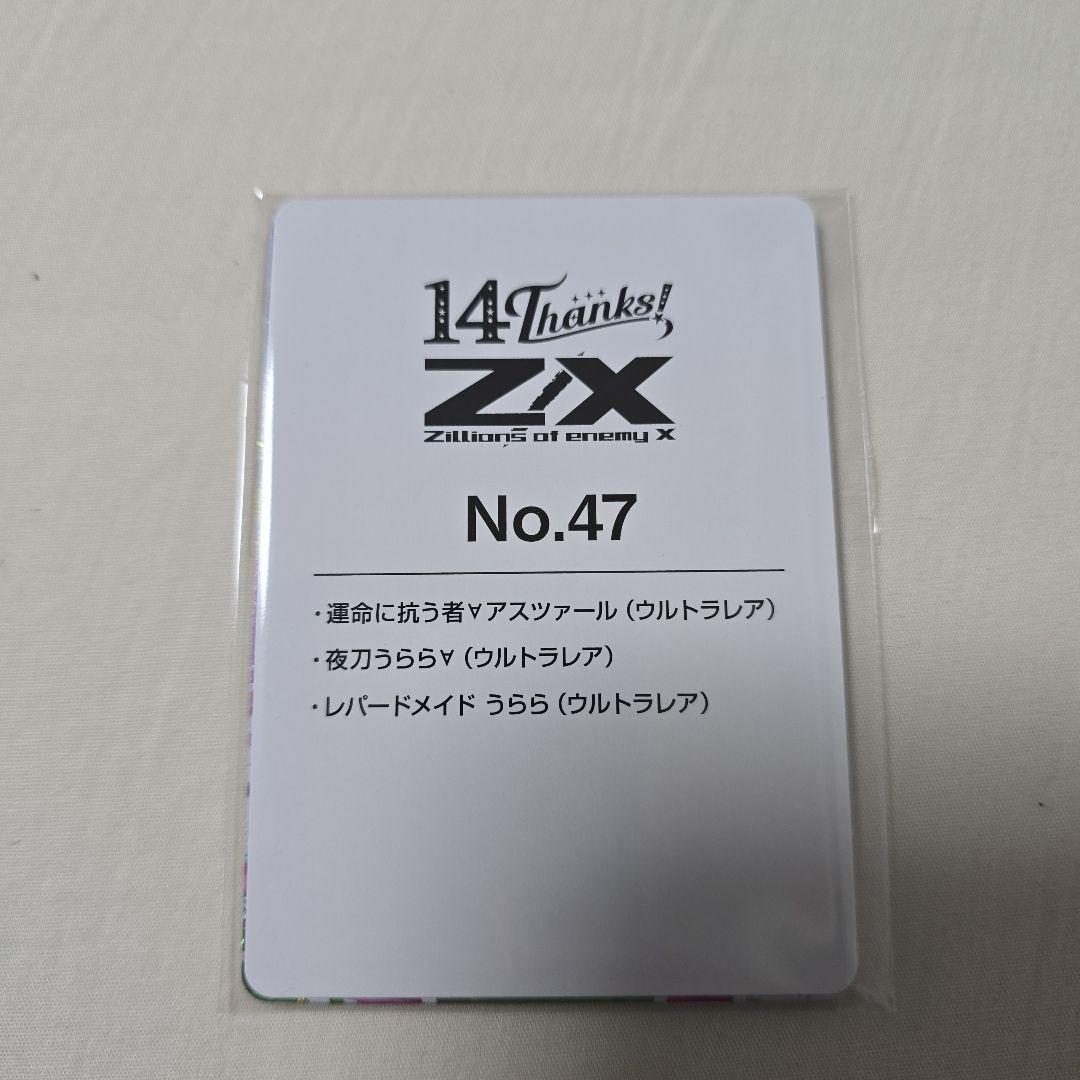 14Thanks!
Z/X
Zillions of enemy X
No.47
・運命に抗う者∀アスツァール（ウルトラレア）
・夜刀うらら∀（ウルトラレア）
・レパードメイド うらら（ウルトラレア）